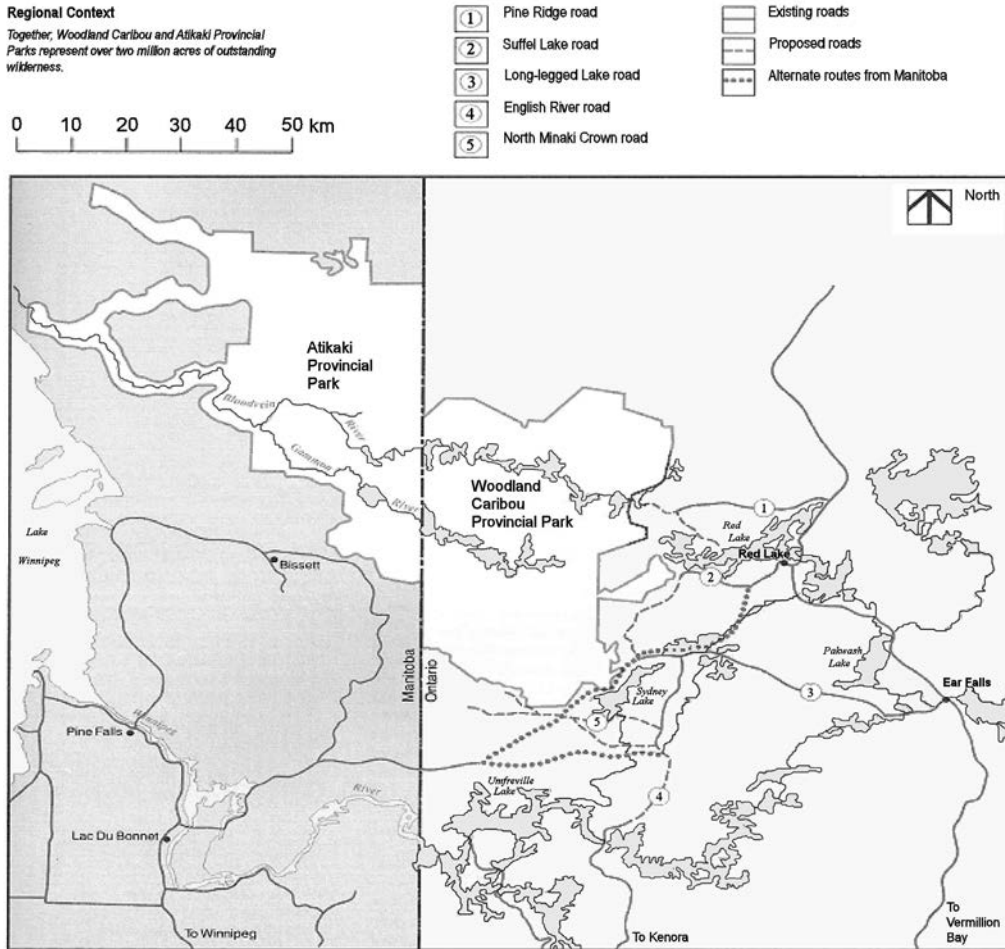 Regional Context
Together, Woodland Caribou and Atikaki Provincial
Parks represent over two million acres of outstanding
wilderness.
0 10 20 30 40 50 km
1 Pine Ridge road
2 Suffel Lake road
3 Long-legged Lake road
4 English River road
5 North Minaki Crown road
Existing roads
Proposed roads
Alternate routes from Manitoba
North
Atikaki
Provincial
Park
Bloodvein
River
Gammon
River
Woodland
Caribou
Provincial Park
1
Red
Lake
Red Lake
2
Lake
Winnipeg
Bissett
Manitoba
Ontario
Pakwash
Lake
Ear Falls
3
Sydney
Lake
5
Winnipeg
Pine Falls
River
Umfreville
Lake
4
Lac Du Bonnet
To Winnipeg
To Kenora
To
Vermillion
Bay